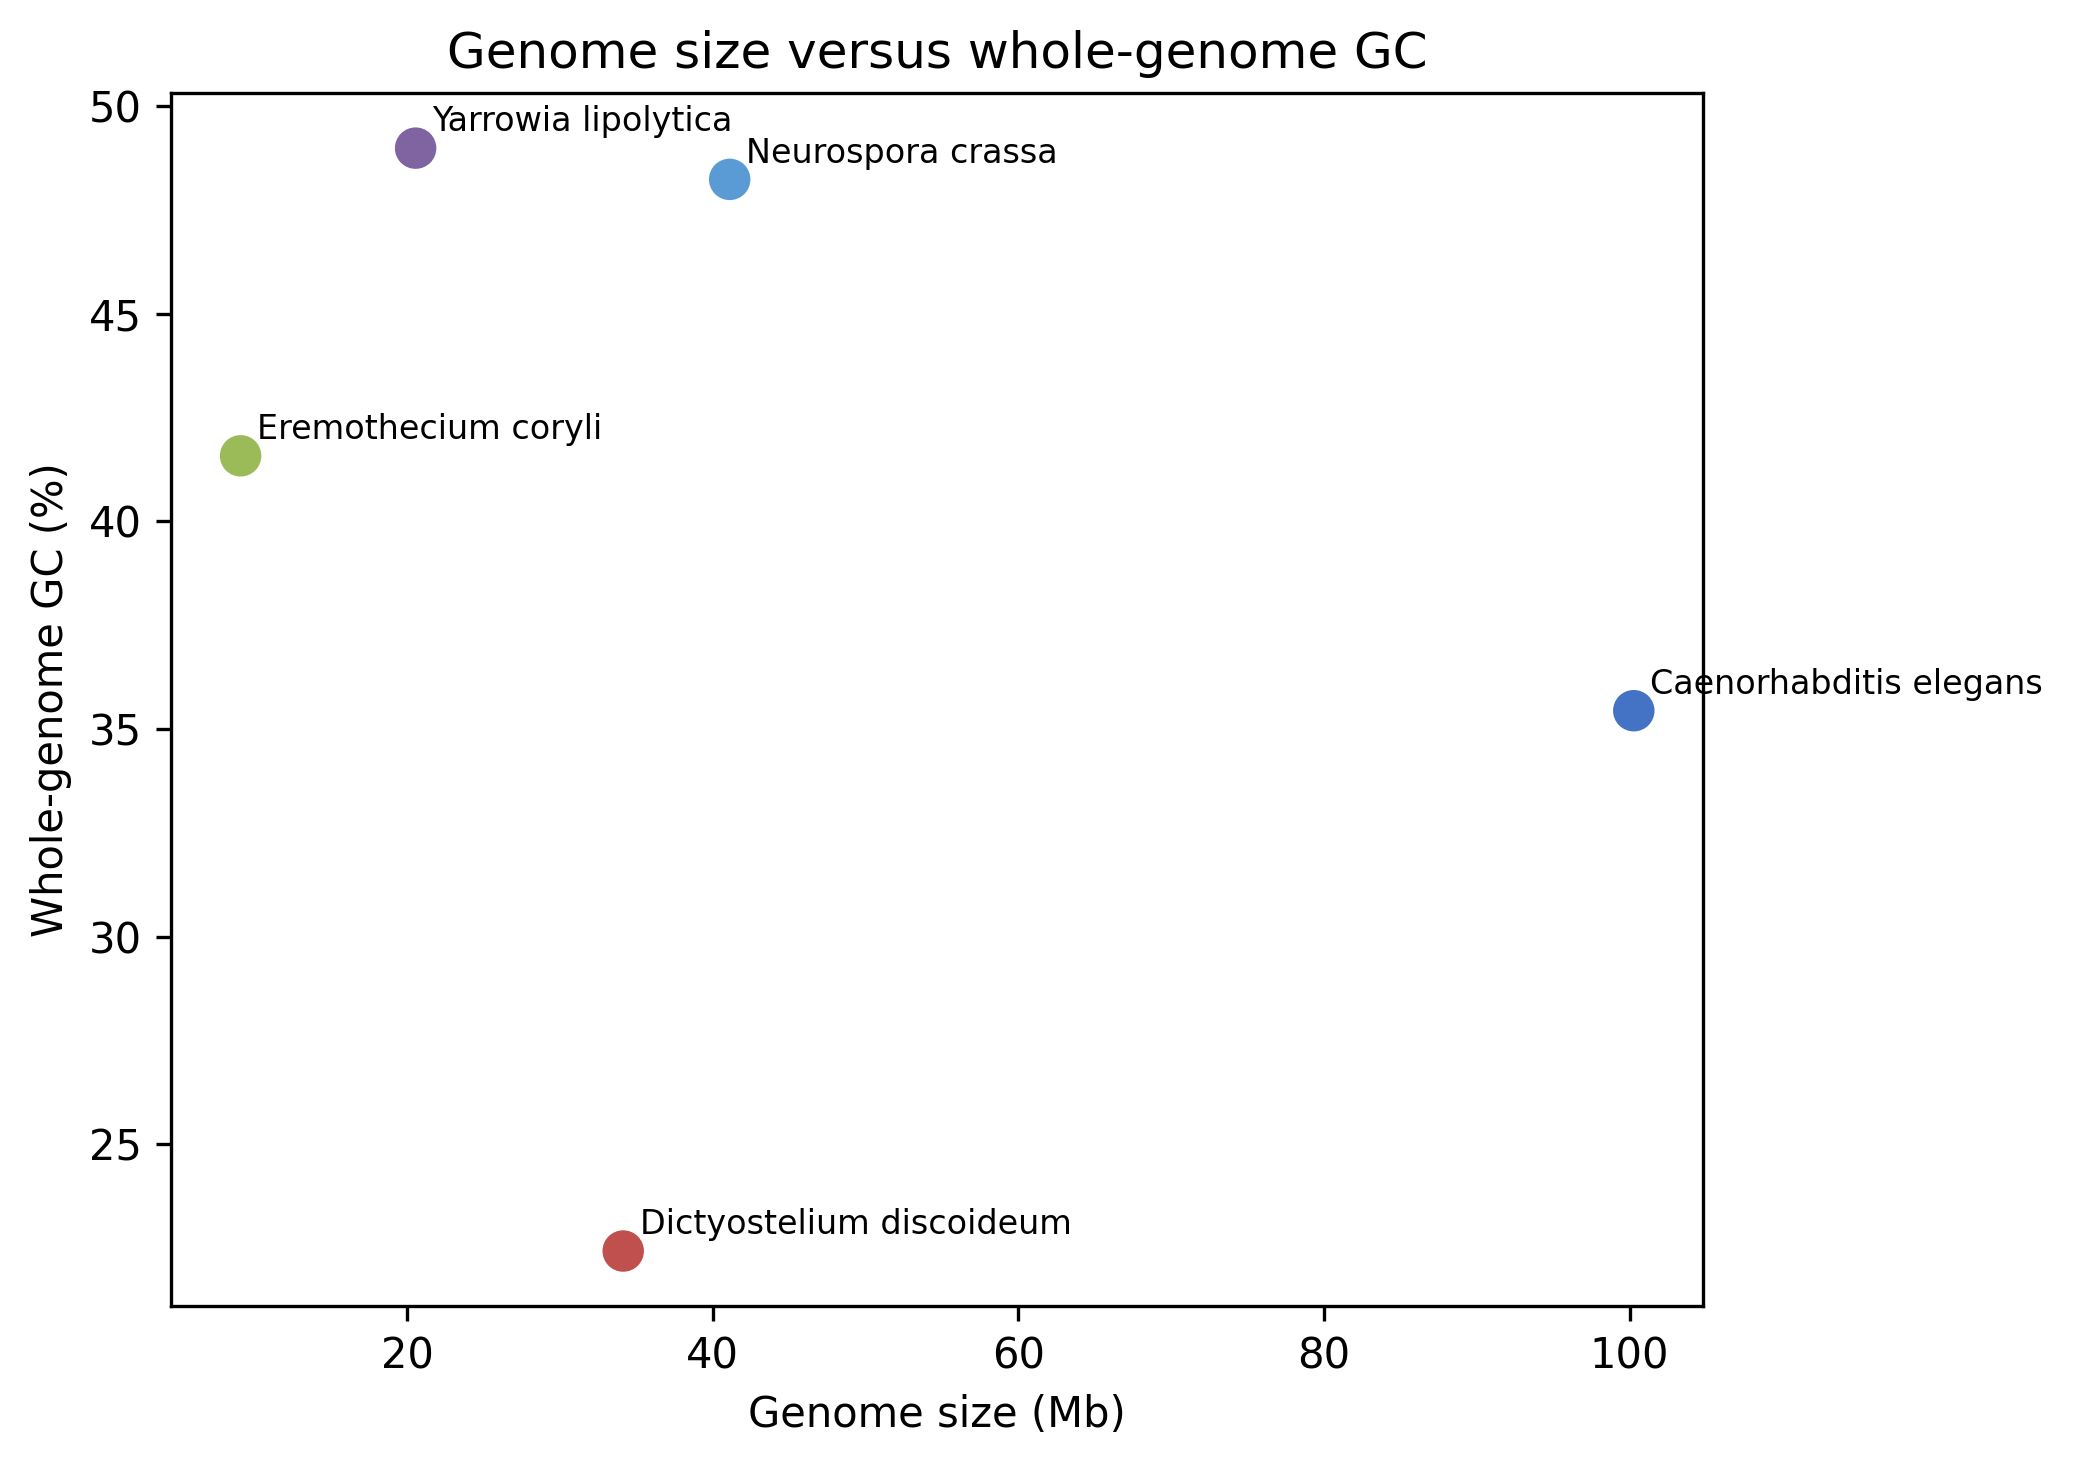 Genome size versus whole-genome GC
50
45
40
35
30
25
Whole-genome GC (%)
Yarrowia lipolytica
Neurospora crassa
Eremothecium coryli
Caenorhabditis elegans
Dictyostelium discoideum
20 40 60 80 100
Genome size (Mb)